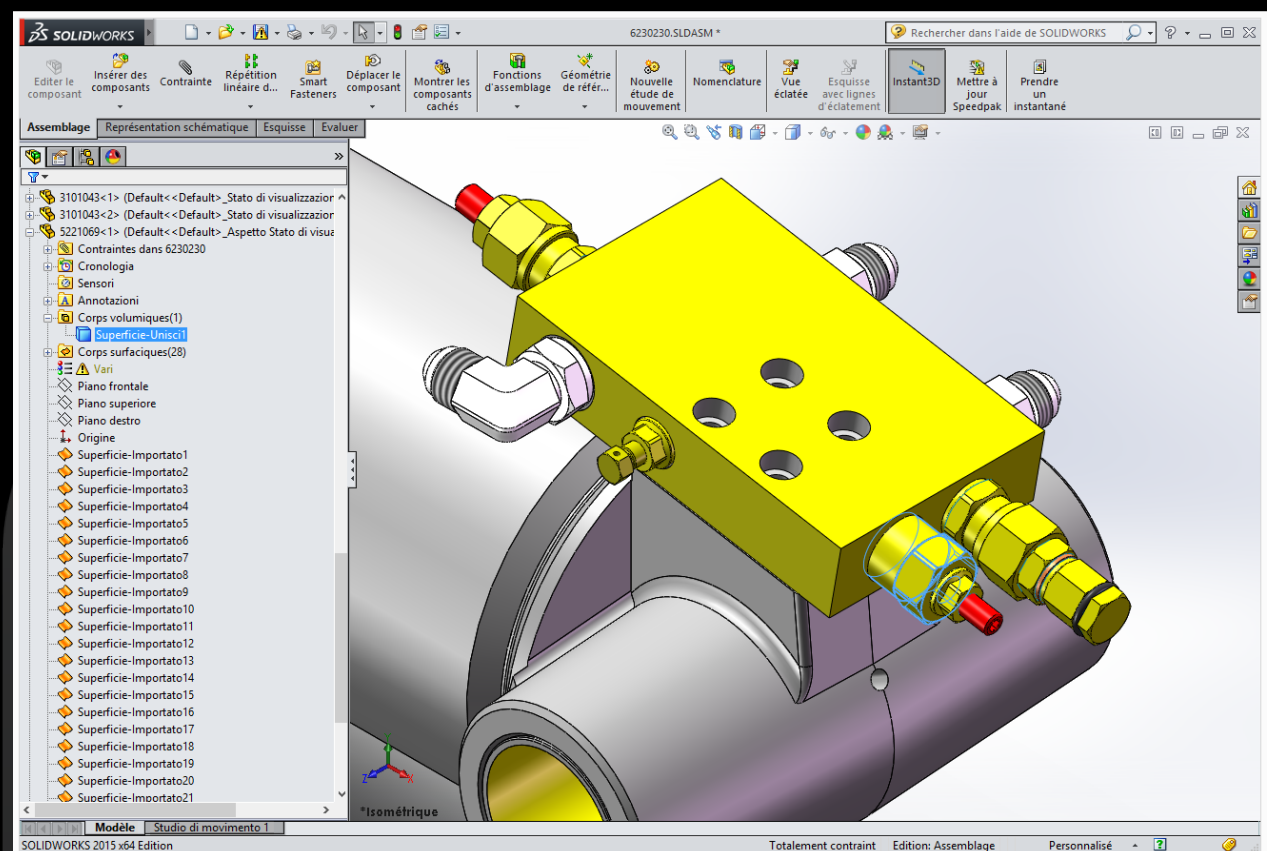 SOLIDWORKS
6230230.SLDASM *
Rechercher dans l'aide de SOLIDWORKS
Editer le composant
Insérer des composants
Contrainte
Répétition linéaire d...
Smart Fasteners
Déplacer le composant
Montrer les composants cachés
Fonctions d'assemblage
Géométrie de référ...
Nouvelle étude de mouvement
Nomenclature
Vue éclatée
Esquisse avec lignes d'éclatement
Instant3D
Mettre à jour Speedpak
Prendre un instantané
Assemblage
Représentation schématique
Esquisse
Evaluer
3101043<1> (Default<<Default>_Stato di visualizzazior
3101043<2> (Default<<Default>_Stato di visualizzazior
5221069<1> (Default<<Default>_Aspetto Stato di visua
Contraintes dans 6230230
Cronologia
Sensori
Annotazioni
Corps volumiques(1)
Superficie-Unisci1
Corps surfaciques(28)
Vari
Piano frontale
Piano superiore
Piano destro
Origine
Superficie-Importato1
Superficie-Importato2
Superficie-Importato3
Superficie-Importato4
Superficie-Importato5
Superficie-Importato6
Superficie-Importato7
Superficie-Importato8
Superficie-Importato9
Superficie-Importato10
Superficie-Importato11
Superficie-Importato12
Superficie-Importato13
Superficie-Importato14
Superficie-Importato15
Superficie-Importato16
Superficie-Importato17
Superficie-Importato18
Superficie-Importato19
Superficie-Importato20
Superficie-Importato21
Z
X
*Isométrique
Modèle
Studio di movimento 1
SOLIDWORKS 2015 x64 Edition
Totalement contraint
Edition: Assemblage
Personnalisé